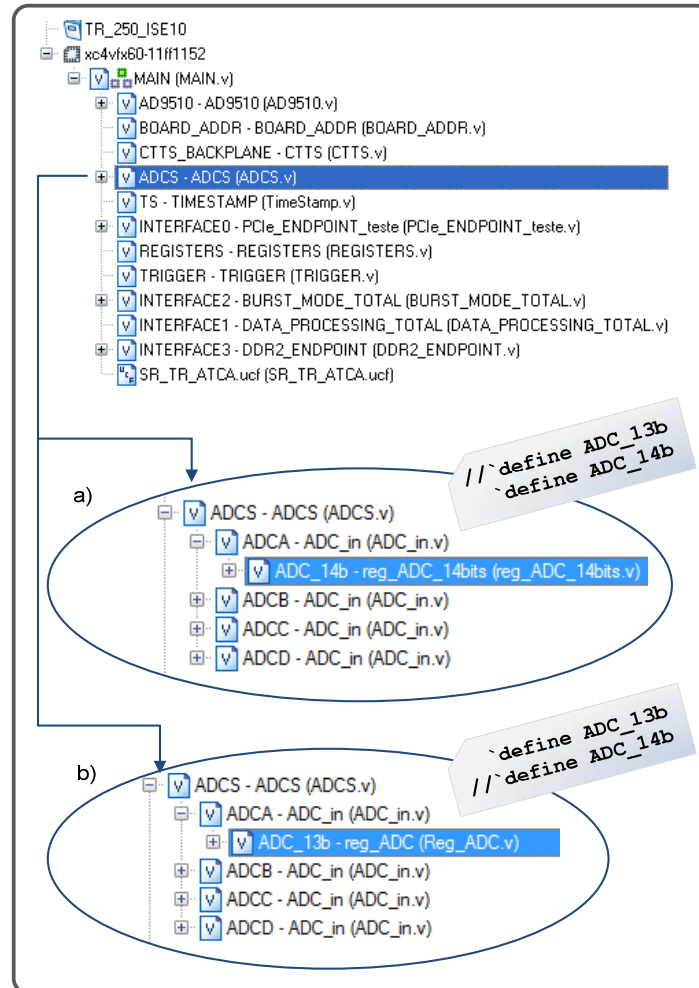 TR_250_ISE10
xc4vfx60-11ff1152
MAIN (MAIN.v)
AD9510 - AD9510 (AD9510.v)
BOARD_ADDR - BOARD_ADDR (BOARD_ADDR.v)
CTTS_BACKPLANE - CTTS (CTTS.v)
ADCS - ADCS (ADCS.v)
TS - TIMESTAMP (TimeStamp.v)
INTERFACE0 - PCIe_ENDPOINT_teste (PCIe_ENDPOINT_teste.v)
REGISTERS - REGISTERS (REGISTERS.v)
TRIGGER - TRIGGER (TRIGGER.v)
INTERFACE2 - BURST_MODE_TOTAL (BURST_MODE_TOTAL.v)
INTERFACE1 - DATA_PROCESSING_TOTAL (DATA_PROCESSING_TOTAL.v)
INTERFACE3 - DDR2_ENDPOINT (DDR2_ENDPOINT.v)
SR_TR_ATCA.ucf (SR_TR_ATCA.ucf)
//`define ADC_13b
`define ADC_14b
a)
ADCS - ADCS (ADCS.v)
ADCA - ADC_in (ADC_in.v)
ADC_14b - reg_ADC_14bits (reg_ADC_14bits.v)
ADCB - ADC_in (ADC_in.v)
ADCC - ADC_in (ADC_in.v)
ADCD - ADC_in (ADC_in.v)
`define ADC_13b
//`define ADC_14b
b)
ADCS - ADCS (ADCS.v)
ADCA - ADC_in (ADC_in.v)
ADC_13b - reg_ADC (Reg_ADC.v)
ADCB - ADC_in (ADC_in.v)
ADCC - ADC_in (ADC_in.v)
ADCD - ADC_in (ADC_in.v)